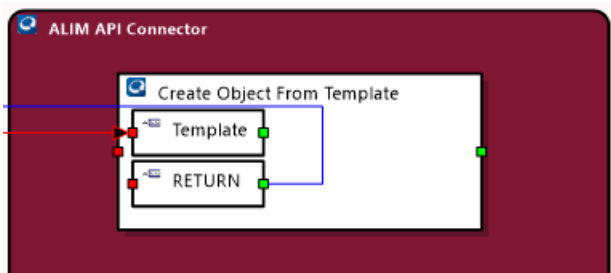 ALIM API Connector
Create Object From Template
Template
RETURN